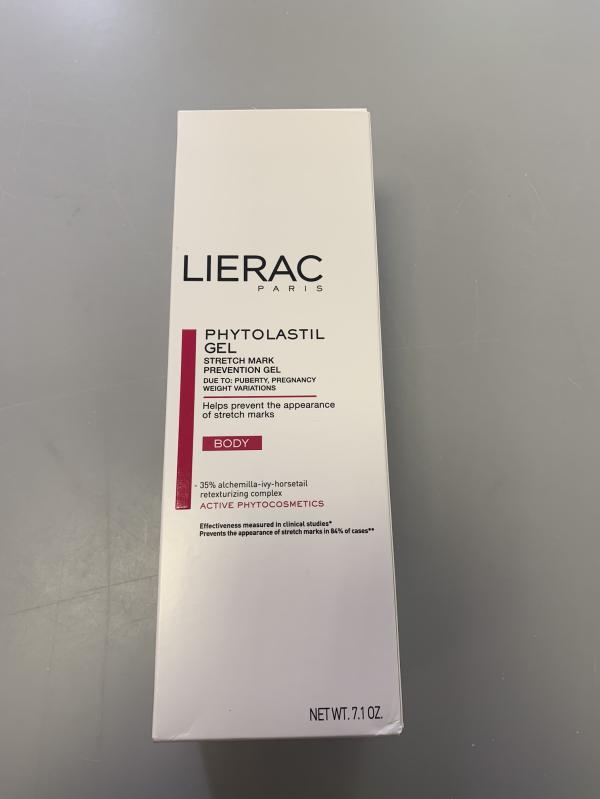 LIERAC
PARIS
PHYTOLASTIL
GEL
STRETCH MARK
PREVENTION GEL
DUE TO: PUBERTY, PREGNANCY
WEIGHT VARIATIONS
Helps prevent the appearance
of stretch marks
BODY
- 35% alchemilla-ivy-horsetail
retexturizing complex
ACTIVE PHYTOCOSMETICS
Effectiveness measured in clinical studies*
Prevents the appearance of stretch marks in 84% of cases**
NET WT. 7.1 OZ.